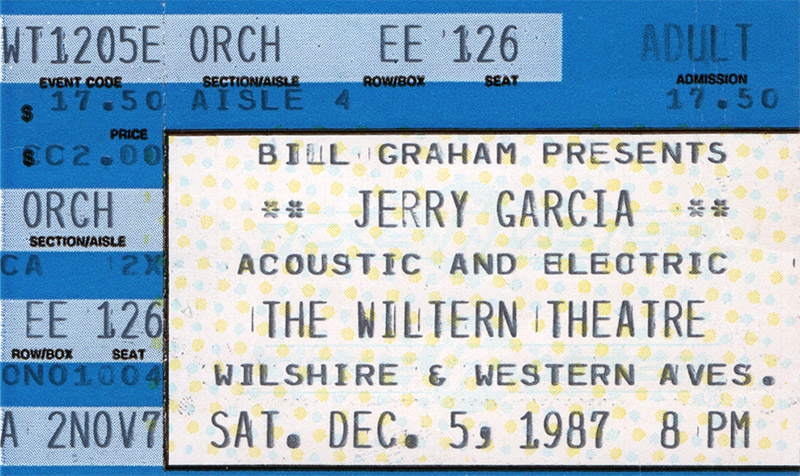 WT1205E ORCH EE 126 ADULT
EVENT CODE SECTION/AISLE ROW/BOX SEAT ADMISSION
$ 17.50 AISLE 4 17.50
PRICE
$ CC2.00
BILL GRAHAM PRESENTS
ORCH
** JERRY GARCIA **
SECTION/AISLE
CA 2X
ACOUSTIC AND ELECTRIC
EE 126
THE WILTERN THEATRE
ROW/BOX SEAT
ONO1004
WILSHIRE & WESTERN AVES.
A 2NOV7
SAT. DEC. 5, 1987 8 PM